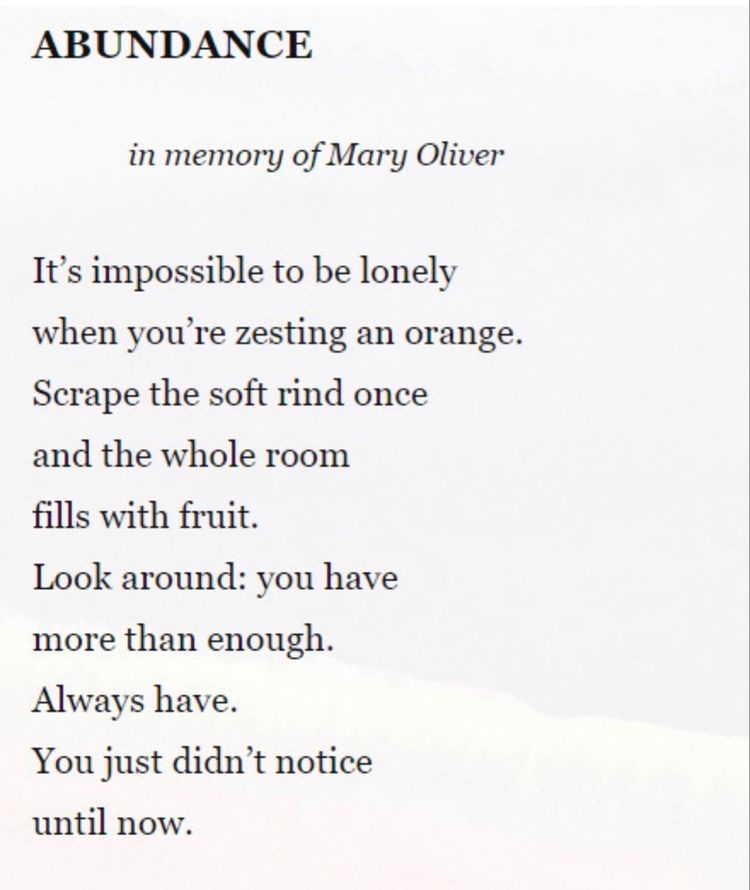 ABUNDANCE
in memory of Mary Oliver
It’s impossible to be lonely
when you’re zesting an orange.
Scrape the soft rind once
and the whole room
fills with fruit.
Look around: you have
more than enough.
Always have.
You just didn’t notice
until now.